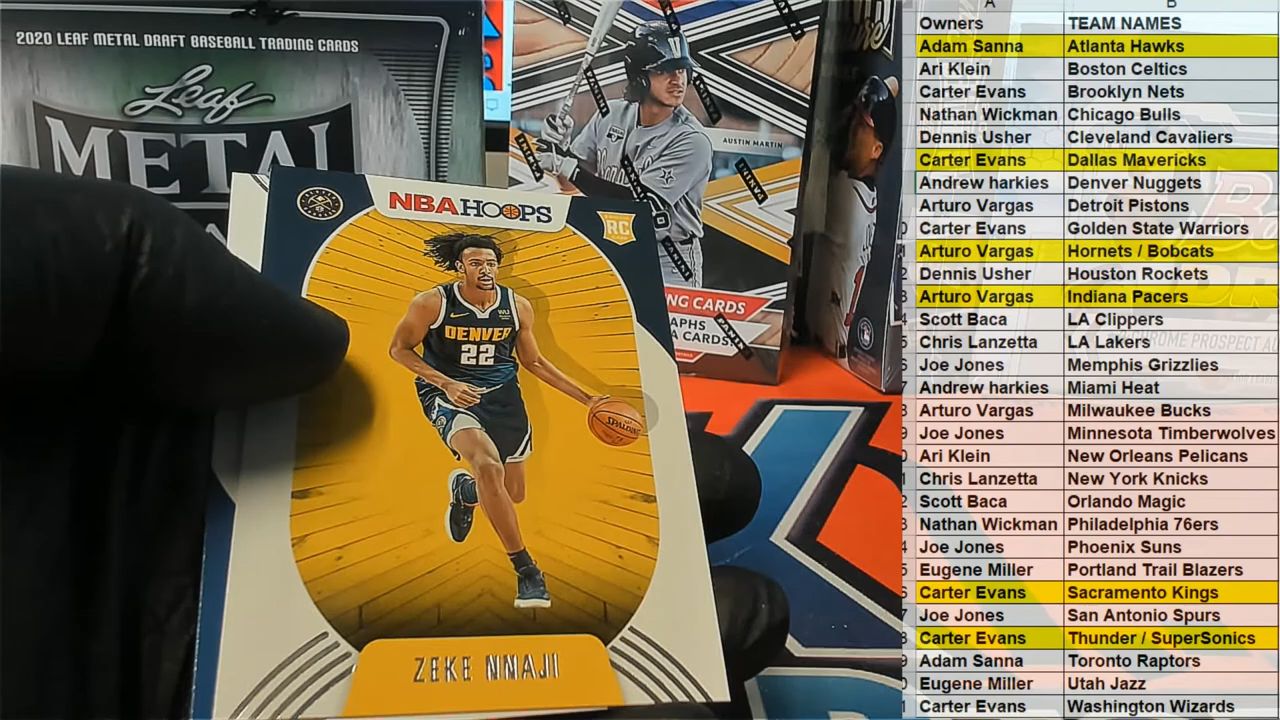 2020 LEAF METAL DRAFT BASEBALL TRADING CARDS
Leaf
METAL
AUSTIN MARTIN
NBA HOOPS
RC
DENVER
22
SPALDING
ZEKE NNAJI
PANINI
A B
Owners TEAM NAMES
Adam Sanna Atlanta Hawks
Ari Klein Boston Celtics
Carter Evans Brooklyn Nets
Nathan Wickman Chicago Bulls
Dennis Usher Cleveland Cavaliers
Carter Evans Dallas Mavericks
Andrew harkies Denver Nuggets
Arturo Vargas Detroit Pistons
Carter Evans Golden State Warriors
Arturo Vargas Hornets / Bobcats
Dennis Usher Houston Rockets
Arturo Vargas Indiana Pacers
Scott Baca LA Clippers
Chris Lanzetta LA Lakers
Joe Jones Memphis Grizzlies
Andrew harkies Miami Heat
Arturo Vargas Milwaukee Bucks
Joe Jones Minnesota Timberwolves
Ari Klein New Orleans Pelicans
Chris Lanzetta New York Knicks
Scott Baca Orlando Magic
Nathan Wickman Philadelphia 76ers
Joe Jones Phoenix Suns
Eugene Miller Portland Trail Blazers
Carter Evans Sacramento Kings
Joe Jones San Antonio Spurs
Carter Evans Thunder / SuperSonics
Adam Sanna Toronto Raptors
Eugene Miller Utah Jazz
Carter Evans Washington Wizards